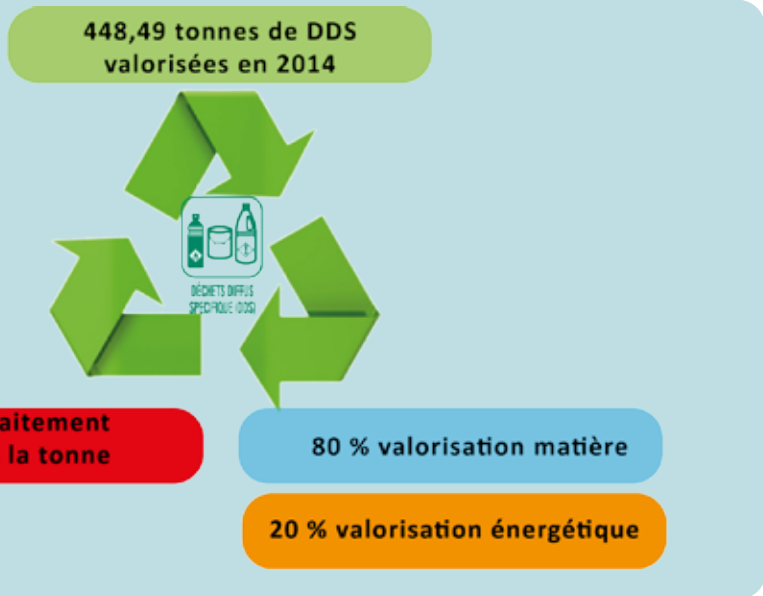 448,49 tonnes de DDS
valorisées en 2014
DÉCHETS DIFFUS
SPECIFIQUE (DDS)
aitement
la tonne
80 % valorisation matière
20 % valorisation énergétique